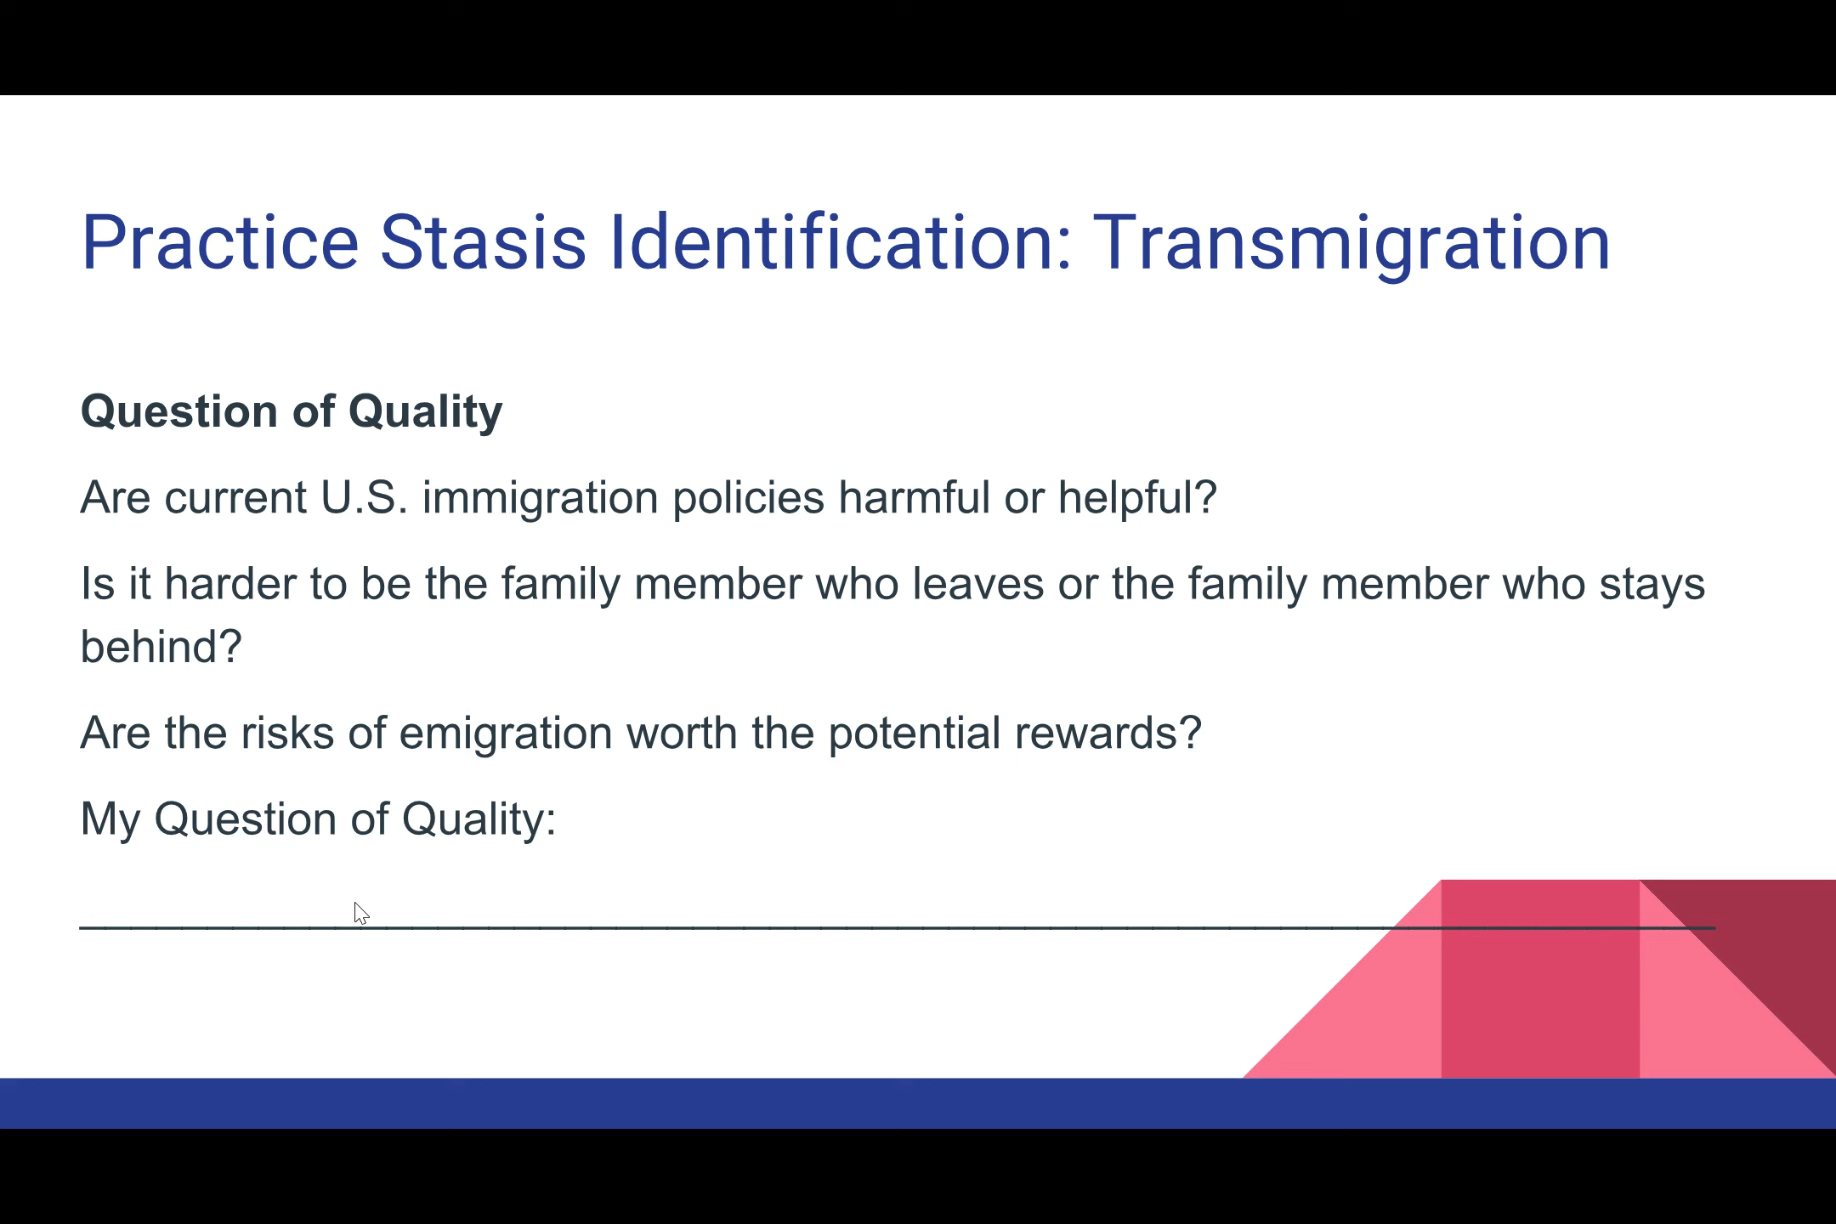 Practice Stasis Identification: Transmigration
Question of Quality
Are current U.S. immigration policies harmful or helpful?
Is it harder to be the family member who leaves or the family member who stays
behind?
Are the risks of emigration worth the potential rewards?
My Question of Quality: